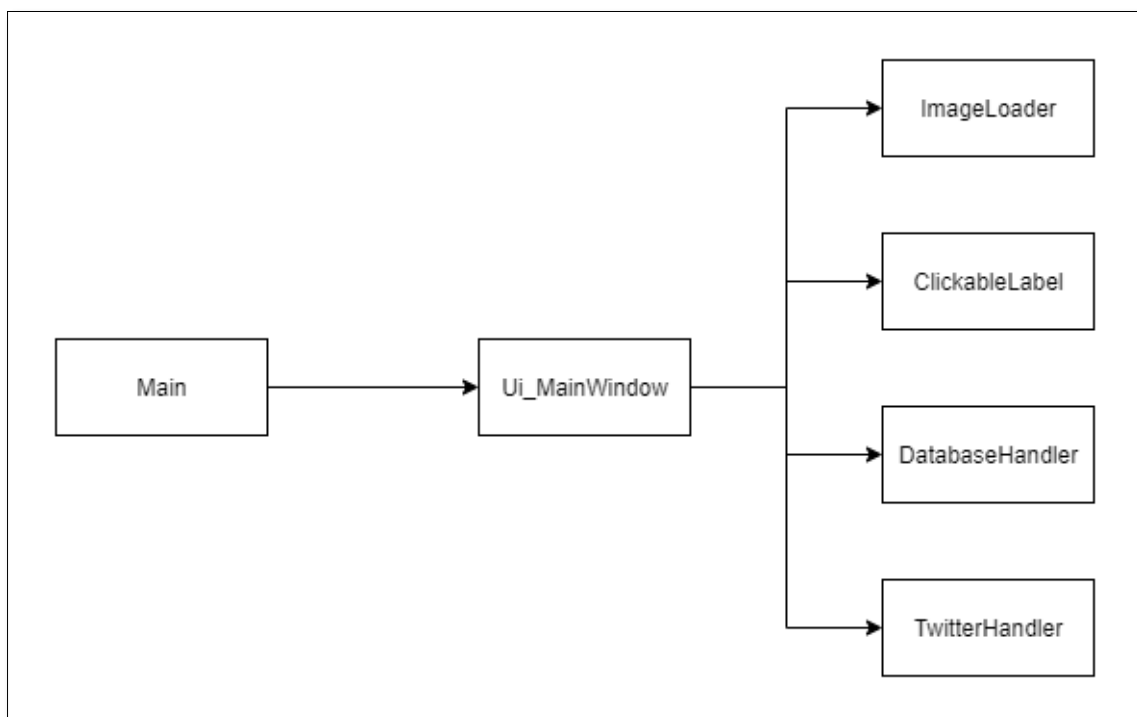 Main
Ui_MainWindow
ImageLoader
ClickableLabel
DatabaseHandler
TwitterHandler